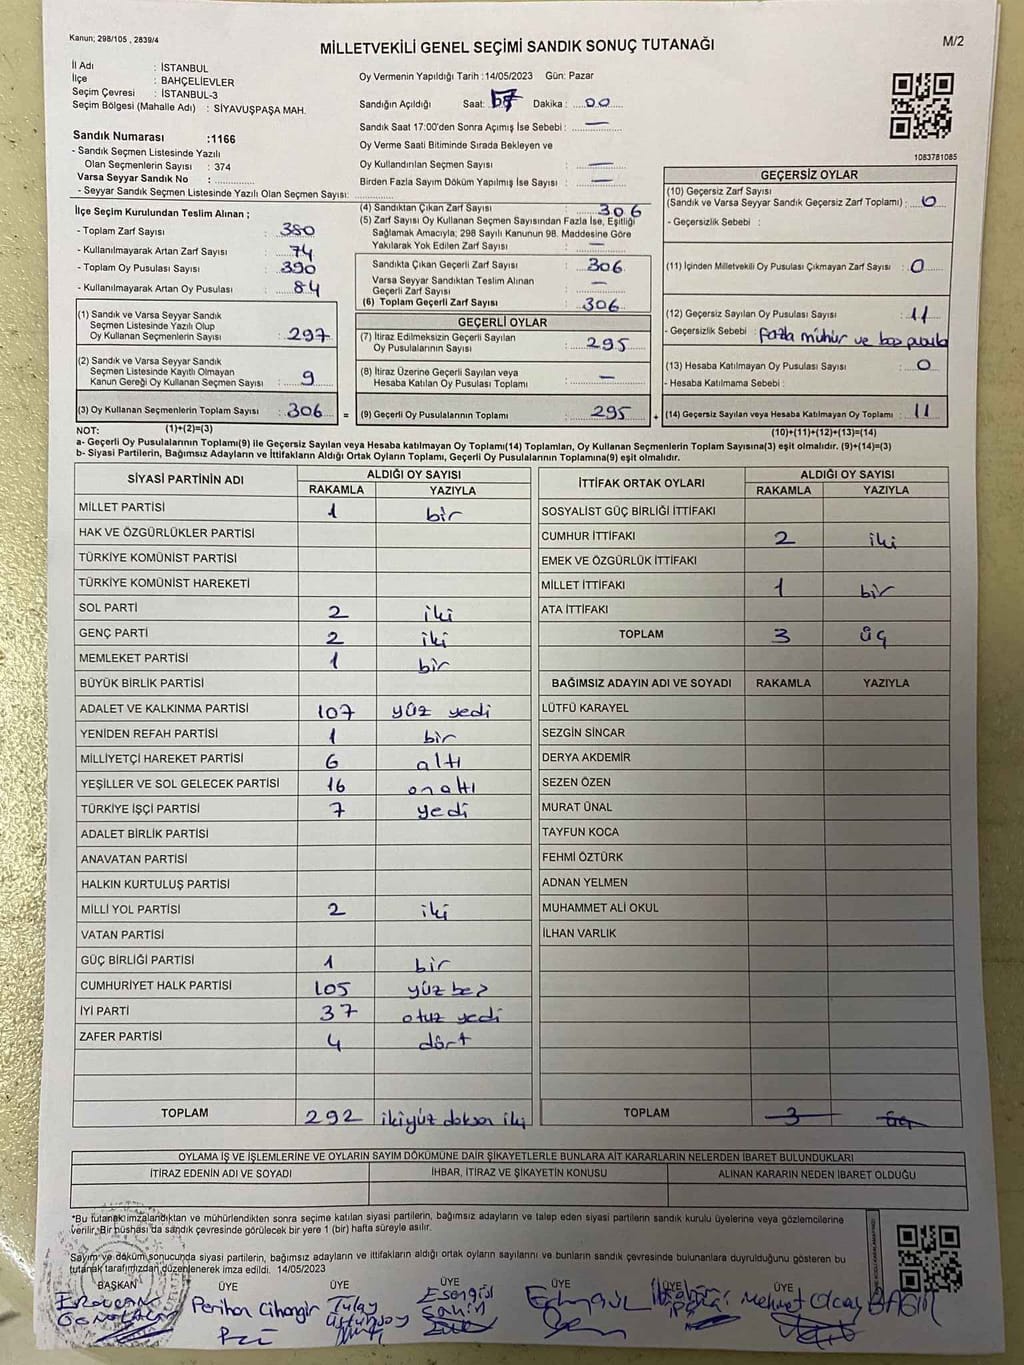 Kanun; 298/105 , 2839/4
MİLLETVEKİLİ GENEL SEÇİMİ SANDIK SONUÇ TUTANAĞI
M/2
İl Adı : İSTANBUL
İlçe : BAHÇELİEVLER
Seçim Çevresi : İSTANBUL-3
Seçim Bölgesi (Mahalle Adı) : SİYAVUŞPAŞA MAH.
Sandık Numarası :1166
- Sandık Seçmen Listesinde Yazılı
Olan Seçmenlerin Sayısı : 374
Varsa Seyyar Sandık No :
- Seyyar Sandık Seçmen Listesinde Yazılı Olan Seçmen Sayısı:
Oy Vermenin Yapıldığı Tarih :14/05/2023 Gün: Pazar
Sandığın Açıldığı Saat: Dakika : 00
Sandık Saat 17:00'den Sonra Açımış İse Sebebi : —
Oy Verme Saati Bitiminde Sırada Bekleyen ve
Oy Kullandırılan Seçmen Sayısı : —
Birden Fazla Sayım Döküm Yapılmış İse Sayısı : —
1083781085
İlçe Seçim Kurulundan Teslim Alınan ;
- Toplam Zarf Sayısı : 380
- Kullanılmayarak Artan Zarf Sayısı : 74
- Toplam Oy Pusulası Sayısı : 390
- Kullanılmayarak Artan Oy Pusulası : 84
(1) Sandık ve Varsa Seyyar Sandık
Seçmen Listesinde Yazılı Olup
Oy Kullanan Seçmenlerin Sayısı : 297
(2) Sandık ve Varsa Seyyar Sandık
Seçmen Listesinde Kayıtlı Olmayan
Kanun Gereği Oy Kullanan Seçmen Sayısı : 9
(3) Oy Kullanan Seçmenlerin Toplam Sayısı : 306 =
(1)+(2)=(3)
(4) Sandıktan Çıkan Zarf Sayısı : 306
(5) Zarf Sayısı Oy Kullanan Seçmen Sayısından Fazla İse, Eşitliği
Sağlamak Amacıyla; 298 Sayılı Kanunun 98. Maddesine Göre
Yakılarak Yok Edilen Zarf Sayısı : —
Sandıkta Çıkan Geçerli Zarf Sayısı : 306
Varsa Seyyar Sandıktan Teslim Alınan
Geçerli Zarf Sayısı : —
(6) Toplam Geçerli Zarf Sayısı : 306
GEÇERLİ OYLAR
(7) İtiraz Edilmeksizin Geçerli Sayılan
Oy Pusulalarının Sayısı : 295
(8) İtiraz Üzerine Geçerli Sayılan veya
Hesaba Katılan Oy Pusulası Toplamı : —
(9) Geçerli Oy Pusulalarının Toplamı : 295 +
GEÇERSİZ OYLAR
(10) Geçersiz Zarf Sayısı
(Sandık ve Varsa Seyyar Sandık Geçersiz Zarf Toplamı) : 0
- Geçersizlik Sebebi :
(11) İçinden Milletvekili Oy Pusulası Çıkmayan Zarf Sayısı : 0
(12) Geçersiz Sayılan Oy Pusulası Sayısı : 11
- Geçersizlik Sebebi : fazla mühür ve boş pusula
(13) Hesaba Katılmayan Oy Pusulası Sayısı : 0
- Hesaba Katılmama Sebebi :
(14) Geçersiz Sayılan veya Hesaba Katılmayan Oy Toplamı : 11
(10)+(11)+(12)+(13)=(14)
NOT:
a- Geçerli Oy Pusulalarının Toplamı(9) ile Geçersiz Sayılan veya Hesaba katılmayan Oy Toplamı(14) Toplamları, Oy Kullanan Seçmenlerin Toplam Sayısına(3) eşit olmalıdır. (9)+(14)=(3)
b- Siyasi Partilerin, Bağımsız Adayların ve İttifakların Aldığı Ortak Oyların Toplamı, Geçerli Oy Pusulalarının Toplamına(9) eşit olmalıdır.
SİYASİ PARTİNİN ADI ALDIĞI OY SAYISI
RAKAMLA YAZIYLA
MİLLET PARTİSİ 1 bir
HAK VE ÖZGÜRLÜKLER PARTİSİ
TÜRKİYE KOMÜNİST PARTİSİ
TÜRKİYE KOMÜNİST HAREKETİ
SOL PARTİ 2 iki
GENÇ PARTİ 2 iki
MEMLEKET PARTİSİ 1 bir
BÜYÜK BİRLİK PARTİSİ
ADALET VE KALKINMA PARTİSİ 107 yüz yedi
YENİDEN REFAH PARTİSİ 1 bir
MİLLİYETÇİ HAREKET PARTİSİ 6 altı
YEŞİLLER VE SOL GELECEK PARTİSİ 16 onaltı
TÜRKİYE İŞÇİ PARTİSİ 7 yedi
ADALET BİRLİK PARTİSİ
ANAVATAN PARTİSİ
HALKIN KURTULUŞ PARTİSİ
MİLLİ YOL PARTİSİ 2 iki
VATAN PARTİSİ
GÜÇ BİRLİĞİ PARTİSİ 1 bir
CUMHURİYET HALK PARTİSİ 105 yüz beş
İYİ PARTİ 37 otuz yedi
ZAFER PARTİSİ 4 dört
TOPLAM 292 ikiyüz doksan iki
İTTİFAK ORTAK OYLARI ALDIĞI OY SAYISI
RAKAMLA YAZIYLA
SOSYALİST GÜÇ BİRLİĞİ İTTİFAKI
CUMHUR İTTİFAKI 2 iki
EMEK VE ÖZGÜRLÜK İTTİFAKI
MİLLET İTTİFAKI 1 bir
ATA İTTİFAKI
TOPLAM 3 üç
BAĞIMSIZ ADAYIN ADI VE SOYADI RAKAMLA YAZIYLA
LÜTFÜ KARAYEL
SEZGİN SİNCAR
DERYA AKDEMİR
SEZEN ÖZEN
MURAT ÜNAL
TAYFUN KOCA
FEHMİ ÖZTÜRK
ADNAN YELMEN
MUHAMMET ALİ OKUL
İLHAN VARLIK
TOPLAM 3 üç
OYLAMA İŞ VE İŞLEMLERİNE VE OYLARIN SAYIM DÖKÜMÜNE DAİR ŞİKAYETLERLE BUNLARA AİT KARARLARIN NELERDEN İBARET BULUNDUKLARI
İTİRAZ EDENİN ADI VE SOYADI İHBAR, İTİRAZ VE ŞİKAYETİN KONUSU ALINAN KARARIN NEDEN İBARET OLDUĞU
*Bu tutanak imzalandıktan ve mühürlendikten sonra seçime katılan siyasi partilerin, bağımsız adayların ve talep eden siyasi partilerin sandık kurulu üyelerine veya gözlemcilerine
verilir. Bir nüshası da sandık çevresinde görülecek bir yere 1 (bir) hafta süreyle asılır.
Sayım ve döküm sonucunda siyasi partilerin, bağımsız adayların ve ittifakların aldığı ortak oyların sayılarını ve bunların sandık çevresinde bulunanlara duyrulduğunu gösteren bu
tutanak tarafımızdan düzenlenerek imza edildi. 14/05/2023
BAŞKAN ÜYE ÜYE ÜYE ÜYE ÜYE
Perihan Cihangir Tulay Esengül Şahin Mehmet Olcay